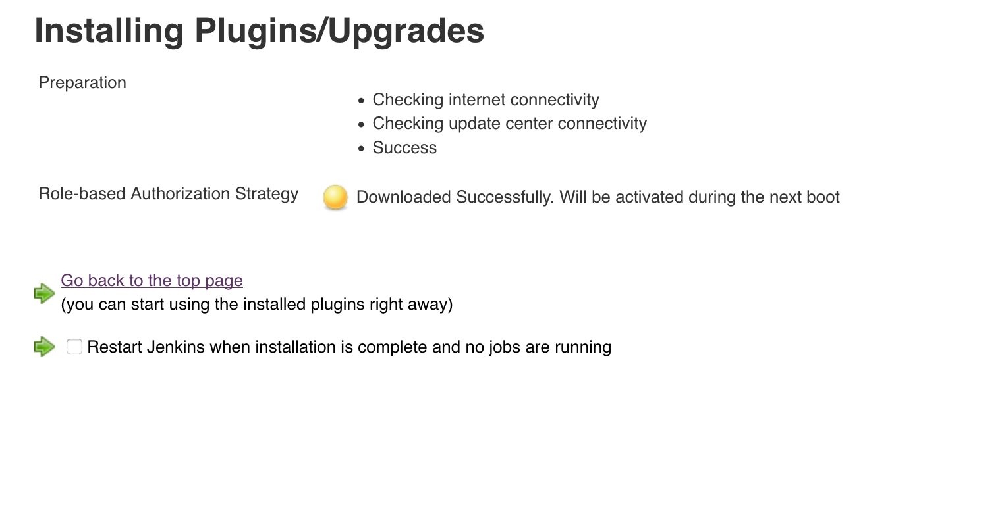 Installing Plugins/Upgrades
Preparation
Checking internet connectivity
Checking update center connectivity
Success
Role-based Authorization Strategy
Downloaded Successfully. Will be activated during the next boot
Go back to the top page
(you can start using the installed plugins right away)
Restart Jenkins when installation is complete and no jobs are running